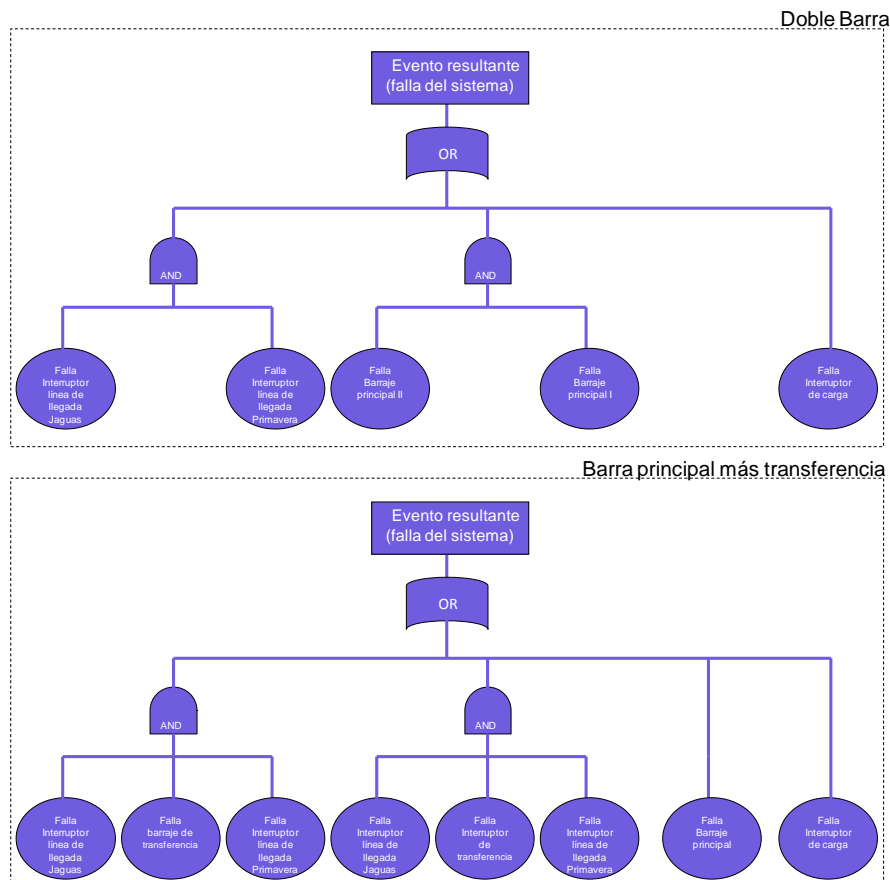 Doble Barra
Evento resultante
(falla del sistema)
OR
AND
AND
Falla
Interruptor
línea de
llegada
Jaguas
Falla
Interruptor
línea de
llegada
Primavera
Falla
Barraje
principal II
Falla
Barraje
principal I
Falla
Interruptor
de carga
Barra principal más transferencia
Evento resultante
(falla del sistema)
OR
AND
AND
Falla
Interruptor
línea de
llegada
Jaguas
Falla
barraje de
transferencia
Falla
Interruptor
línea de
llegada
Primavera
Falla
Interruptor
línea de
llegada
Jaguas
Falla
Interruptor
de
transferencia
Falla
Interruptor
línea de
llegada
Primavera
Falla
Barraje
principal
Falla
Interruptor
de carga